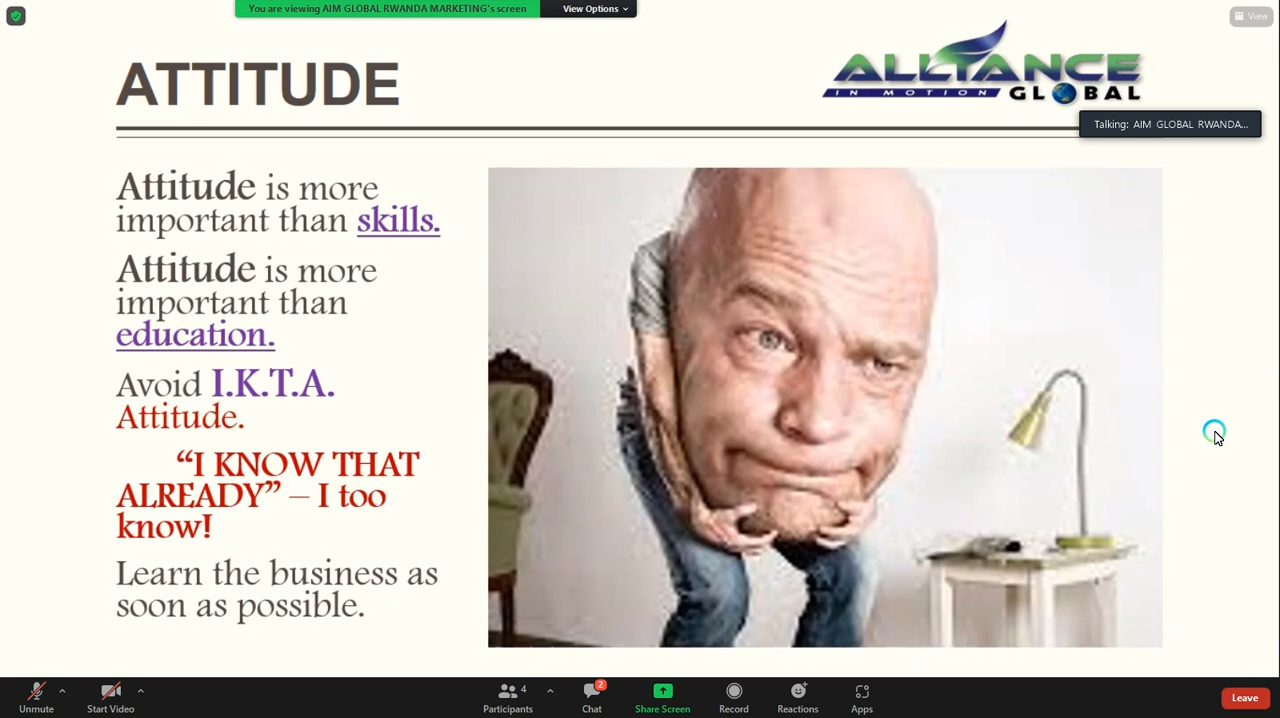 You are viewing AIM GLOBAL RWANDA MARKETING's screen
View Options
View
ATTITUDE
ALLIANCE
IN MOTION GLOBAL
Talking: AIM GLOBAL RWANDA...
Attitude is more
important than skills.
Attitude is more
important than
education.
Avoid I.K.T.A.
Attitude.
“I KNOW THAT
ALREADY” – I too
know!
Learn the business as
soon as possible.
Unmute
Start Video
Participants
4
Chat
2
Share Screen
Record
Reactions
Apps
Leave